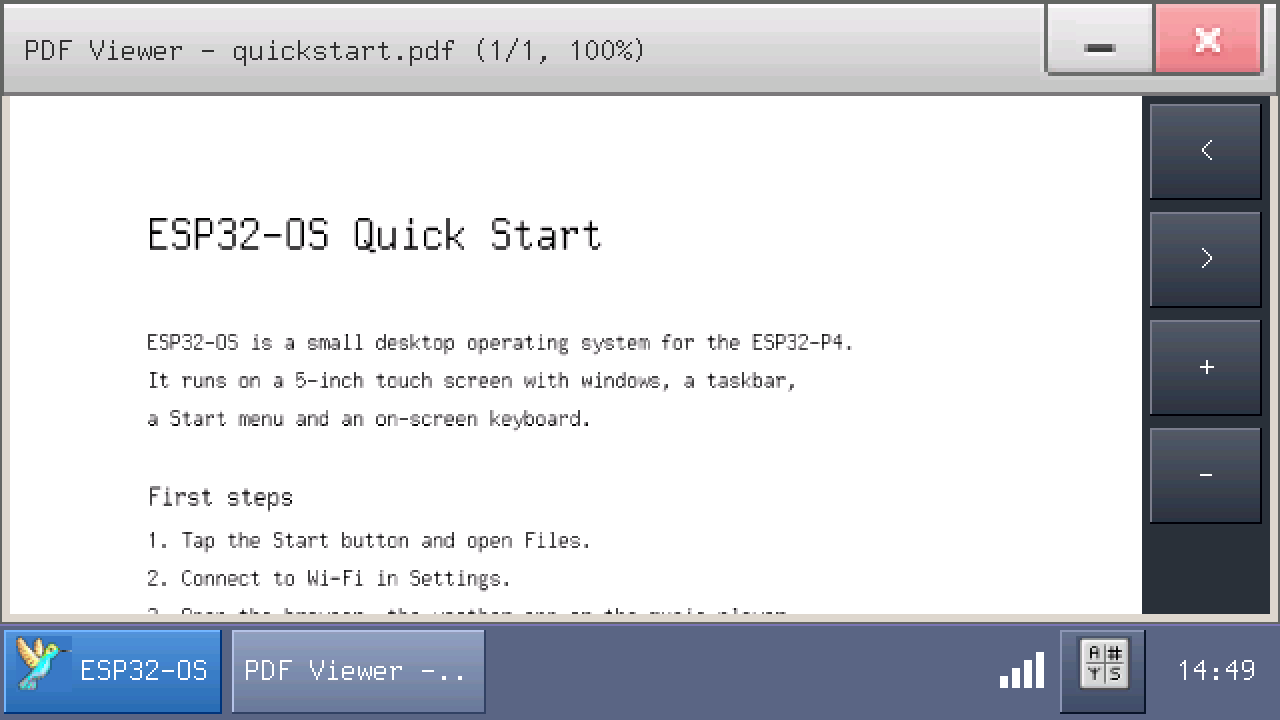 PDF Viewer - quickstart.pdf (1/1, 100%)
ESP32-OS Quick Start
ESP32-OS is a small desktop operating system for the ESP32-P4.
It runs on a 5-inch touch screen with windows, a taskbar,
a Start menu and an on-screen keyboard.
First steps
1. Tap the Start button and open Files.
2. Connect to Wi-Fi in Settings.
<
>
+
-
ESP32-OS
PDF Viewer -..
A #
Y S
14:49